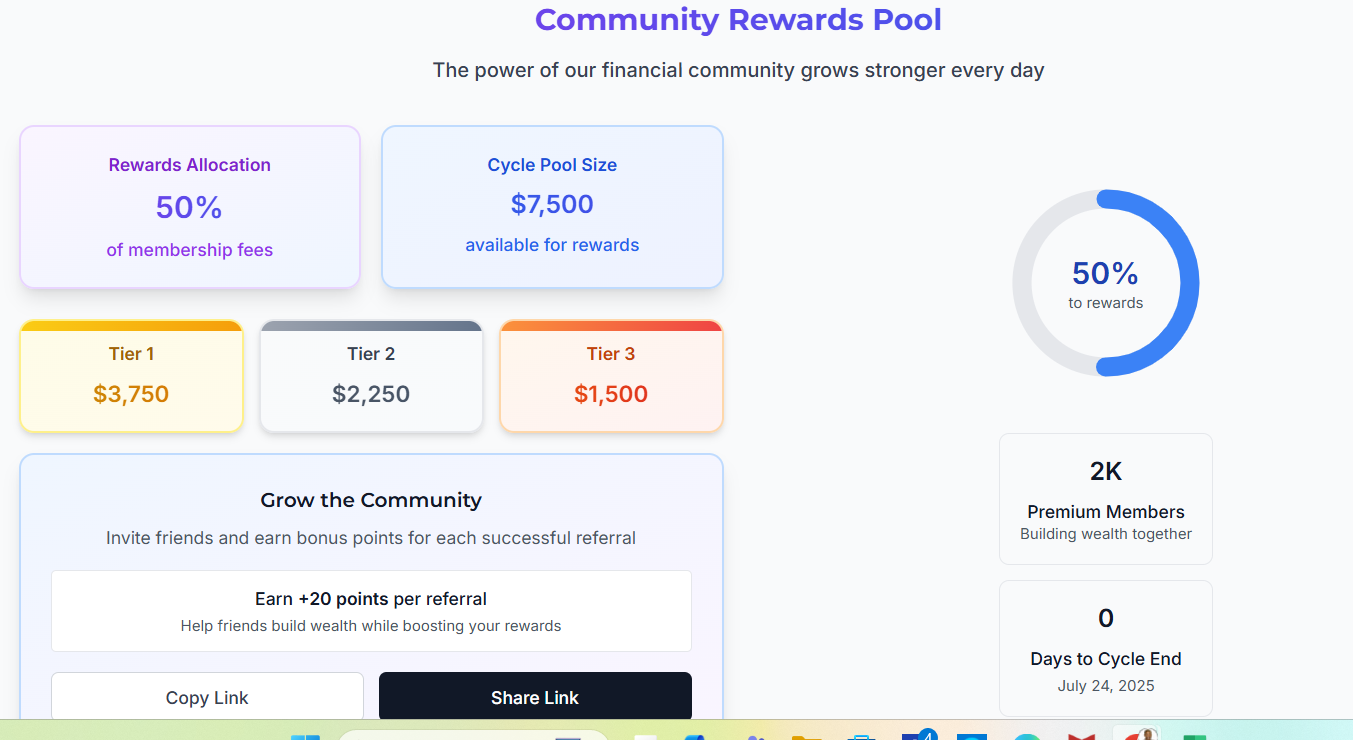 Community Rewards Pool
The power of our financial community grows stronger every day
Rewards Allocation
50%
of membership fees
Cycle Pool Size
$7,500
available for rewards
Tier 1
$3,750
Tier 2
$2,250
Tier 3
$1,500
Grow the Community
Invite friends and earn bonus points for each successful referral
Earn +20 points per referral
Help friends build wealth while boosting your rewards
Copy Link
Share Link
50%
to rewards
2K
Premium Members
Building wealth together
0
Days to Cycle End
July 24, 2025
4